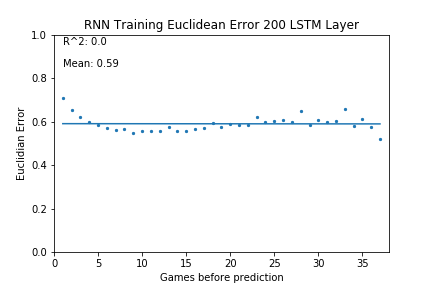 RNN Training Euclidean Error 200 LSTM Layer
R^2: 0.0
Mean: 0.59
1.0
0.8
0.6
0.4
0.2
0.0
Euclidian Error
0 5 10 15 20 25 30 35
Games before prediction